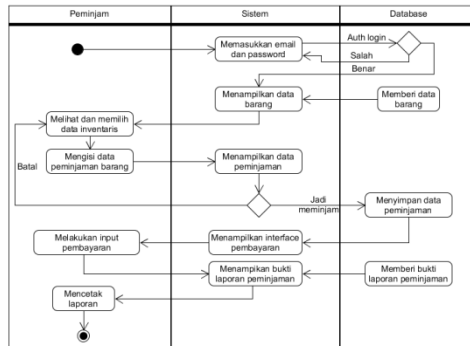 Peminjam
Sistem
Database
Memasukkan email
dan password
Auth login
Salah
Benar
Menampilkan data
barang
Memberi data
barang
Melihat dan memilih
data inventaris
Mengisi data
peminjaman barang
Menampilkan data
peminjaman
Batal
Jadi
meminjam
Menyimpan data
peminjaman
Melakukan input
pembayaran
Menampilkan interface
pembayaran
Menampikan bukti
laporan peminjaman
Memberi bukti
laporan peminjaman
Mencetak
laporan